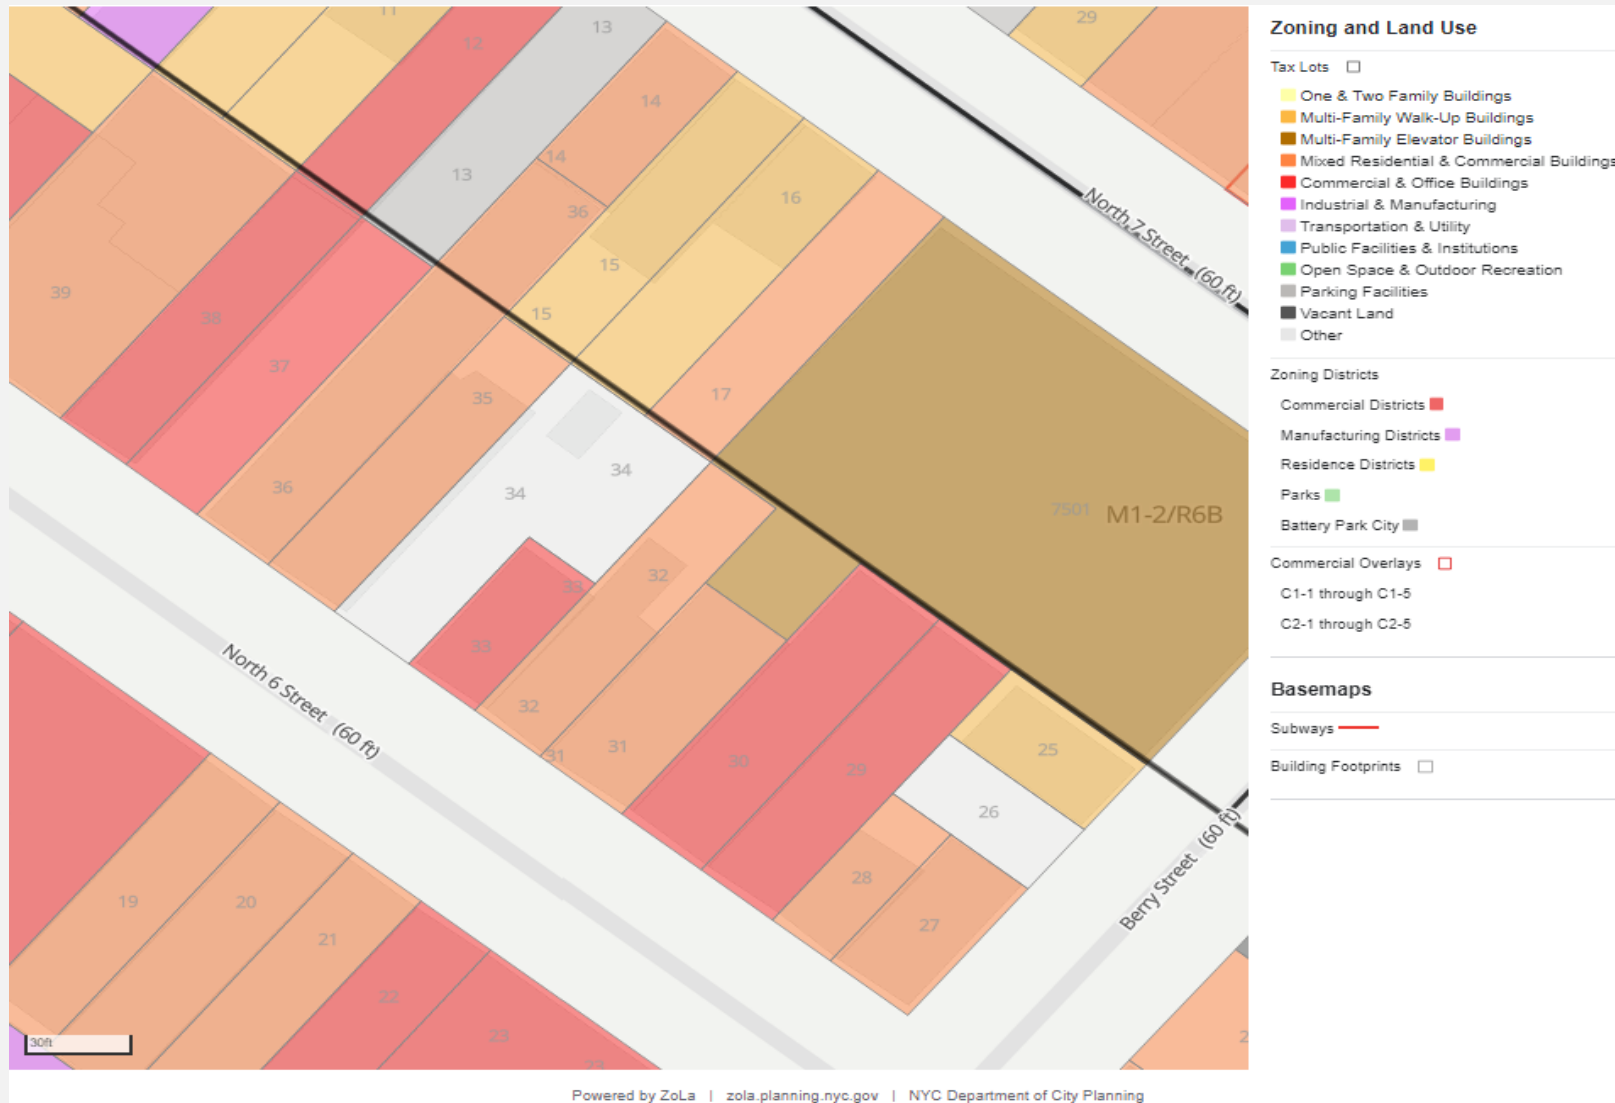 11
12
13
29
14
13
14
36
16
15
15
39
38
37
17
35
36
34
34
7501
M1-2/R6B
North 7 Street (60 ft)
33
32
33
32
31
31
30
29
25
26
28
27
North 6 Street (60 ft)
Berry Street (60 ft)
19
20
21
22
23
2
30ft
Zoning and Land Use
Tax Lots
One & Two Family Buildings
Multi-Family Walk-Up Buildings
Multi-Family Elevator Buildings
Mixed Residential & Commercial Buildings
Commercial & Office Buildings
Industrial & Manufacturing
Transportation & Utility
Public Facilities & Institutions
Open Space & Outdoor Recreation
Parking Facilities
Vacant Land
Other
Zoning Districts
Commercial Districts
Manufacturing Districts
Residence Districts
Parks
Battery Park City
Commercial Overlays
C1-1 through C1-5
C2-1 through C2-5
Basemaps
Subways
Building Footprints
Powered by ZoLa | zola.planning.nyc.gov | NYC Department of City Planning